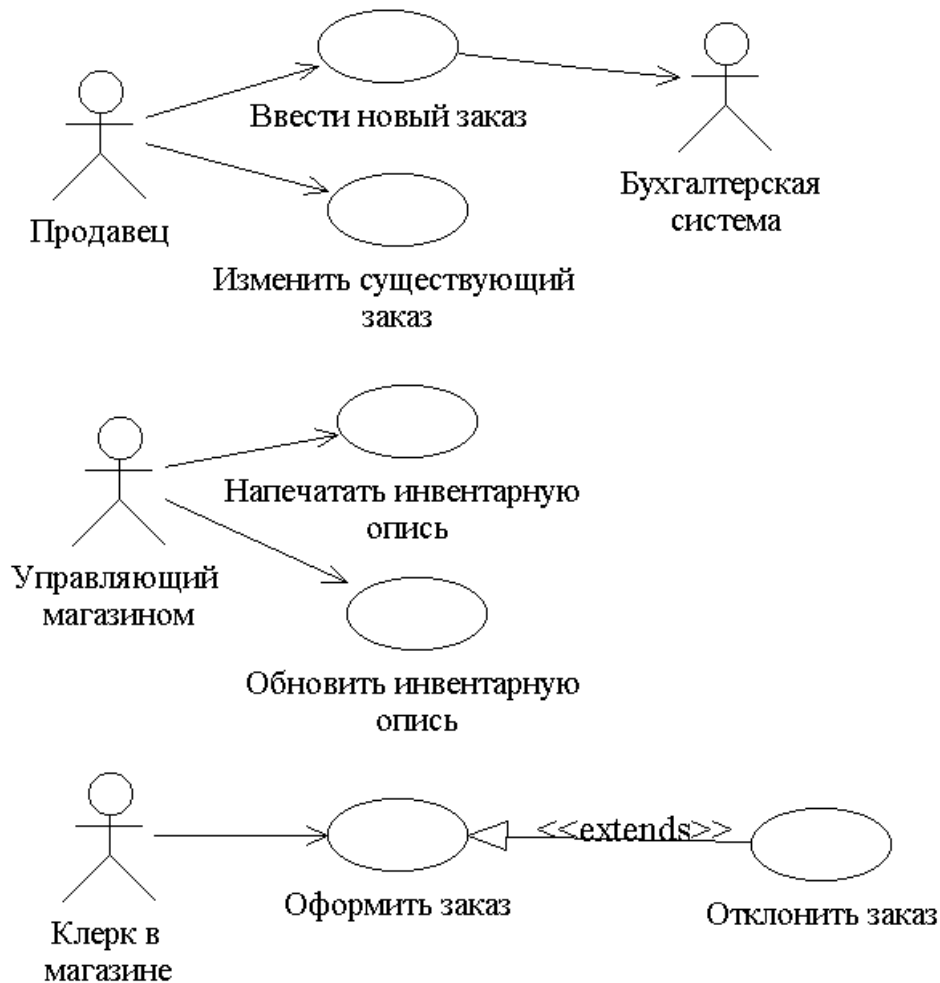 Ввести новый заказ
Продавец
Бухгалтерская
система
Изменить существующий
заказ
Напечатать инвентарную
опись
Управляющий
магазином
Обновить инвентарную
опись
<<extends>>
Оформить заказ
Отклонить заказ
Клерк в
магазине